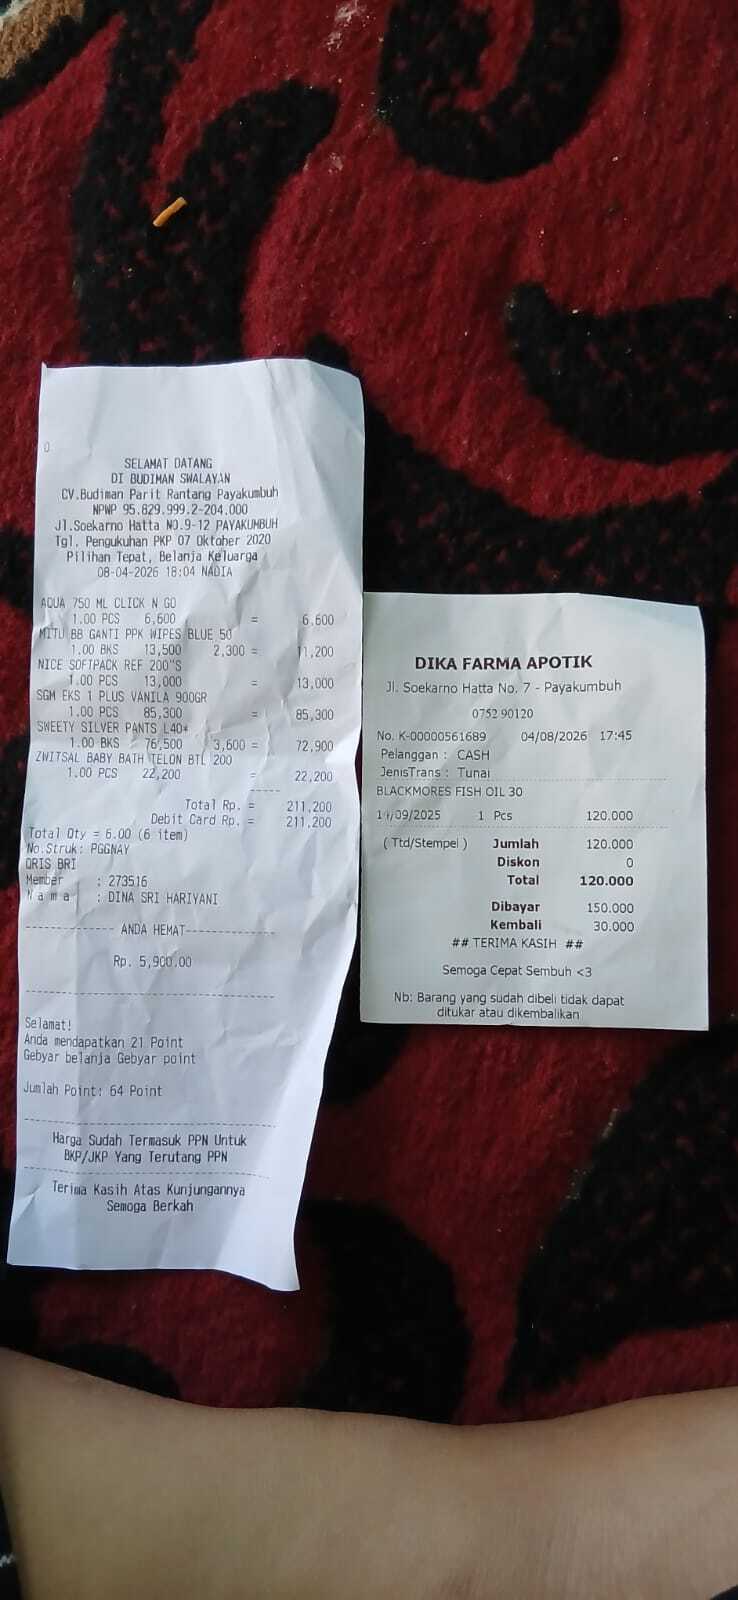 0
SELAMAT DATANG
DI BUDIMAN SWALAYAN
CV.Budiman Parit Rantang Payakumbuh
NPWP 95.829.999.2-204.000
Jl.Soekarno Hatta NO.9-12 PAYAKUMBUH
Tgl. Pengukuhan PKP 07 Oktober 2020
Pilihan Tepat, Belanja Keluarga
08-04-2026 18:04 NADIA
AQUA 750 ML CLICK N GO
1.00 PCS 6,600 = 6,600
MITU BB GANTI PPK WIPES BLUE 50
1.00 BKS 13,500 2,300 = 11,200
NICE SOFTPACK REF 200"S
1.00 PCS 13,000 = 13,000
SGM EKS 1 PLUS VANILA 900GR
1.00 PCS 85,300 = 85,300
SWEETY SILVER PANTS L40*
1.00 BKS 76,500 3,600 = 72,900
ZWITSAL BABY BATH TELON BTL 200
1.00 PCS 22,200 = 22,200
-----
Total Rp. = 211,200
Debit Card Rp. = 211,200
Total Qty = 6.00 (6 item)
No.Struk: PGGNAY
QRIS BRI
Member : 273516
N a m a : DINA SRI HARIYANI
-------------- ANDA HEMAT--------------
Rp. 5,900.00
Selamat!
Anda mendapatkan 21 Point
Gebyar belanja Gebyar point
Jumlah Point: 64 Point
Harga Sudah Termasuk PPN Untuk
BKP/JKP Yang Terutang PPN
Terima Kasih Atas Kunjungannya
Semoga Berkah
DIKA FARMA APOTIK
Jl. Soekarno Hatta No. 7 - Payakumbuh
0752 90120
No. K-00000561689 04/08/2026 17:45
Pelanggan : CASH
JenisTrans : Tunai
BLACKMORES FISH OIL 30
14/09/2025 1 Pcs 120.000
( Ttd/Stempel ) Jumlah 120.000
Diskon 0
Total 120.000
Dibayar 150.000
Kembali 30.000
## TERIMA KASIH ##
Semoga Cepat Sembuh <3
Nb: Barang yang sudah dibeli tidak dapat
ditukar atau dikembalikan